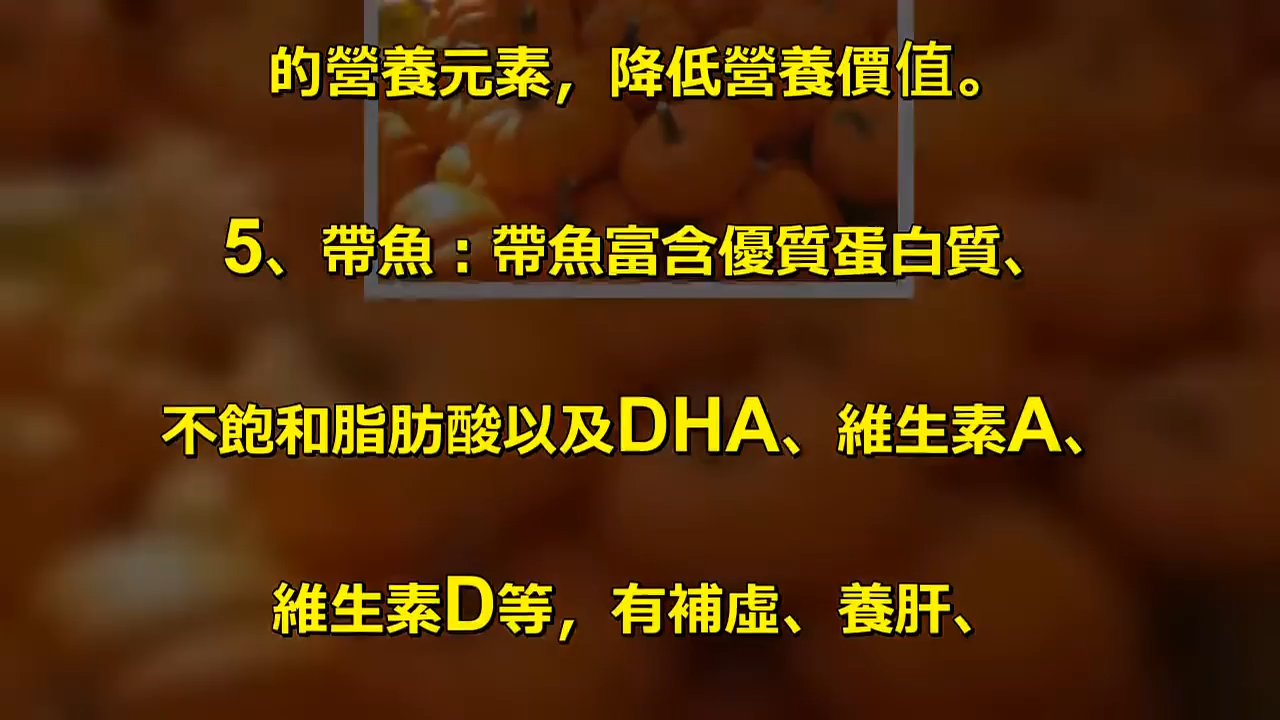 的營養元素，降低營養價值。
5、帶魚：帶魚富含優質蛋白質、
不飽和脂肪酸以及DHA、維生素A、
維生素D等，有補虛、養肝、